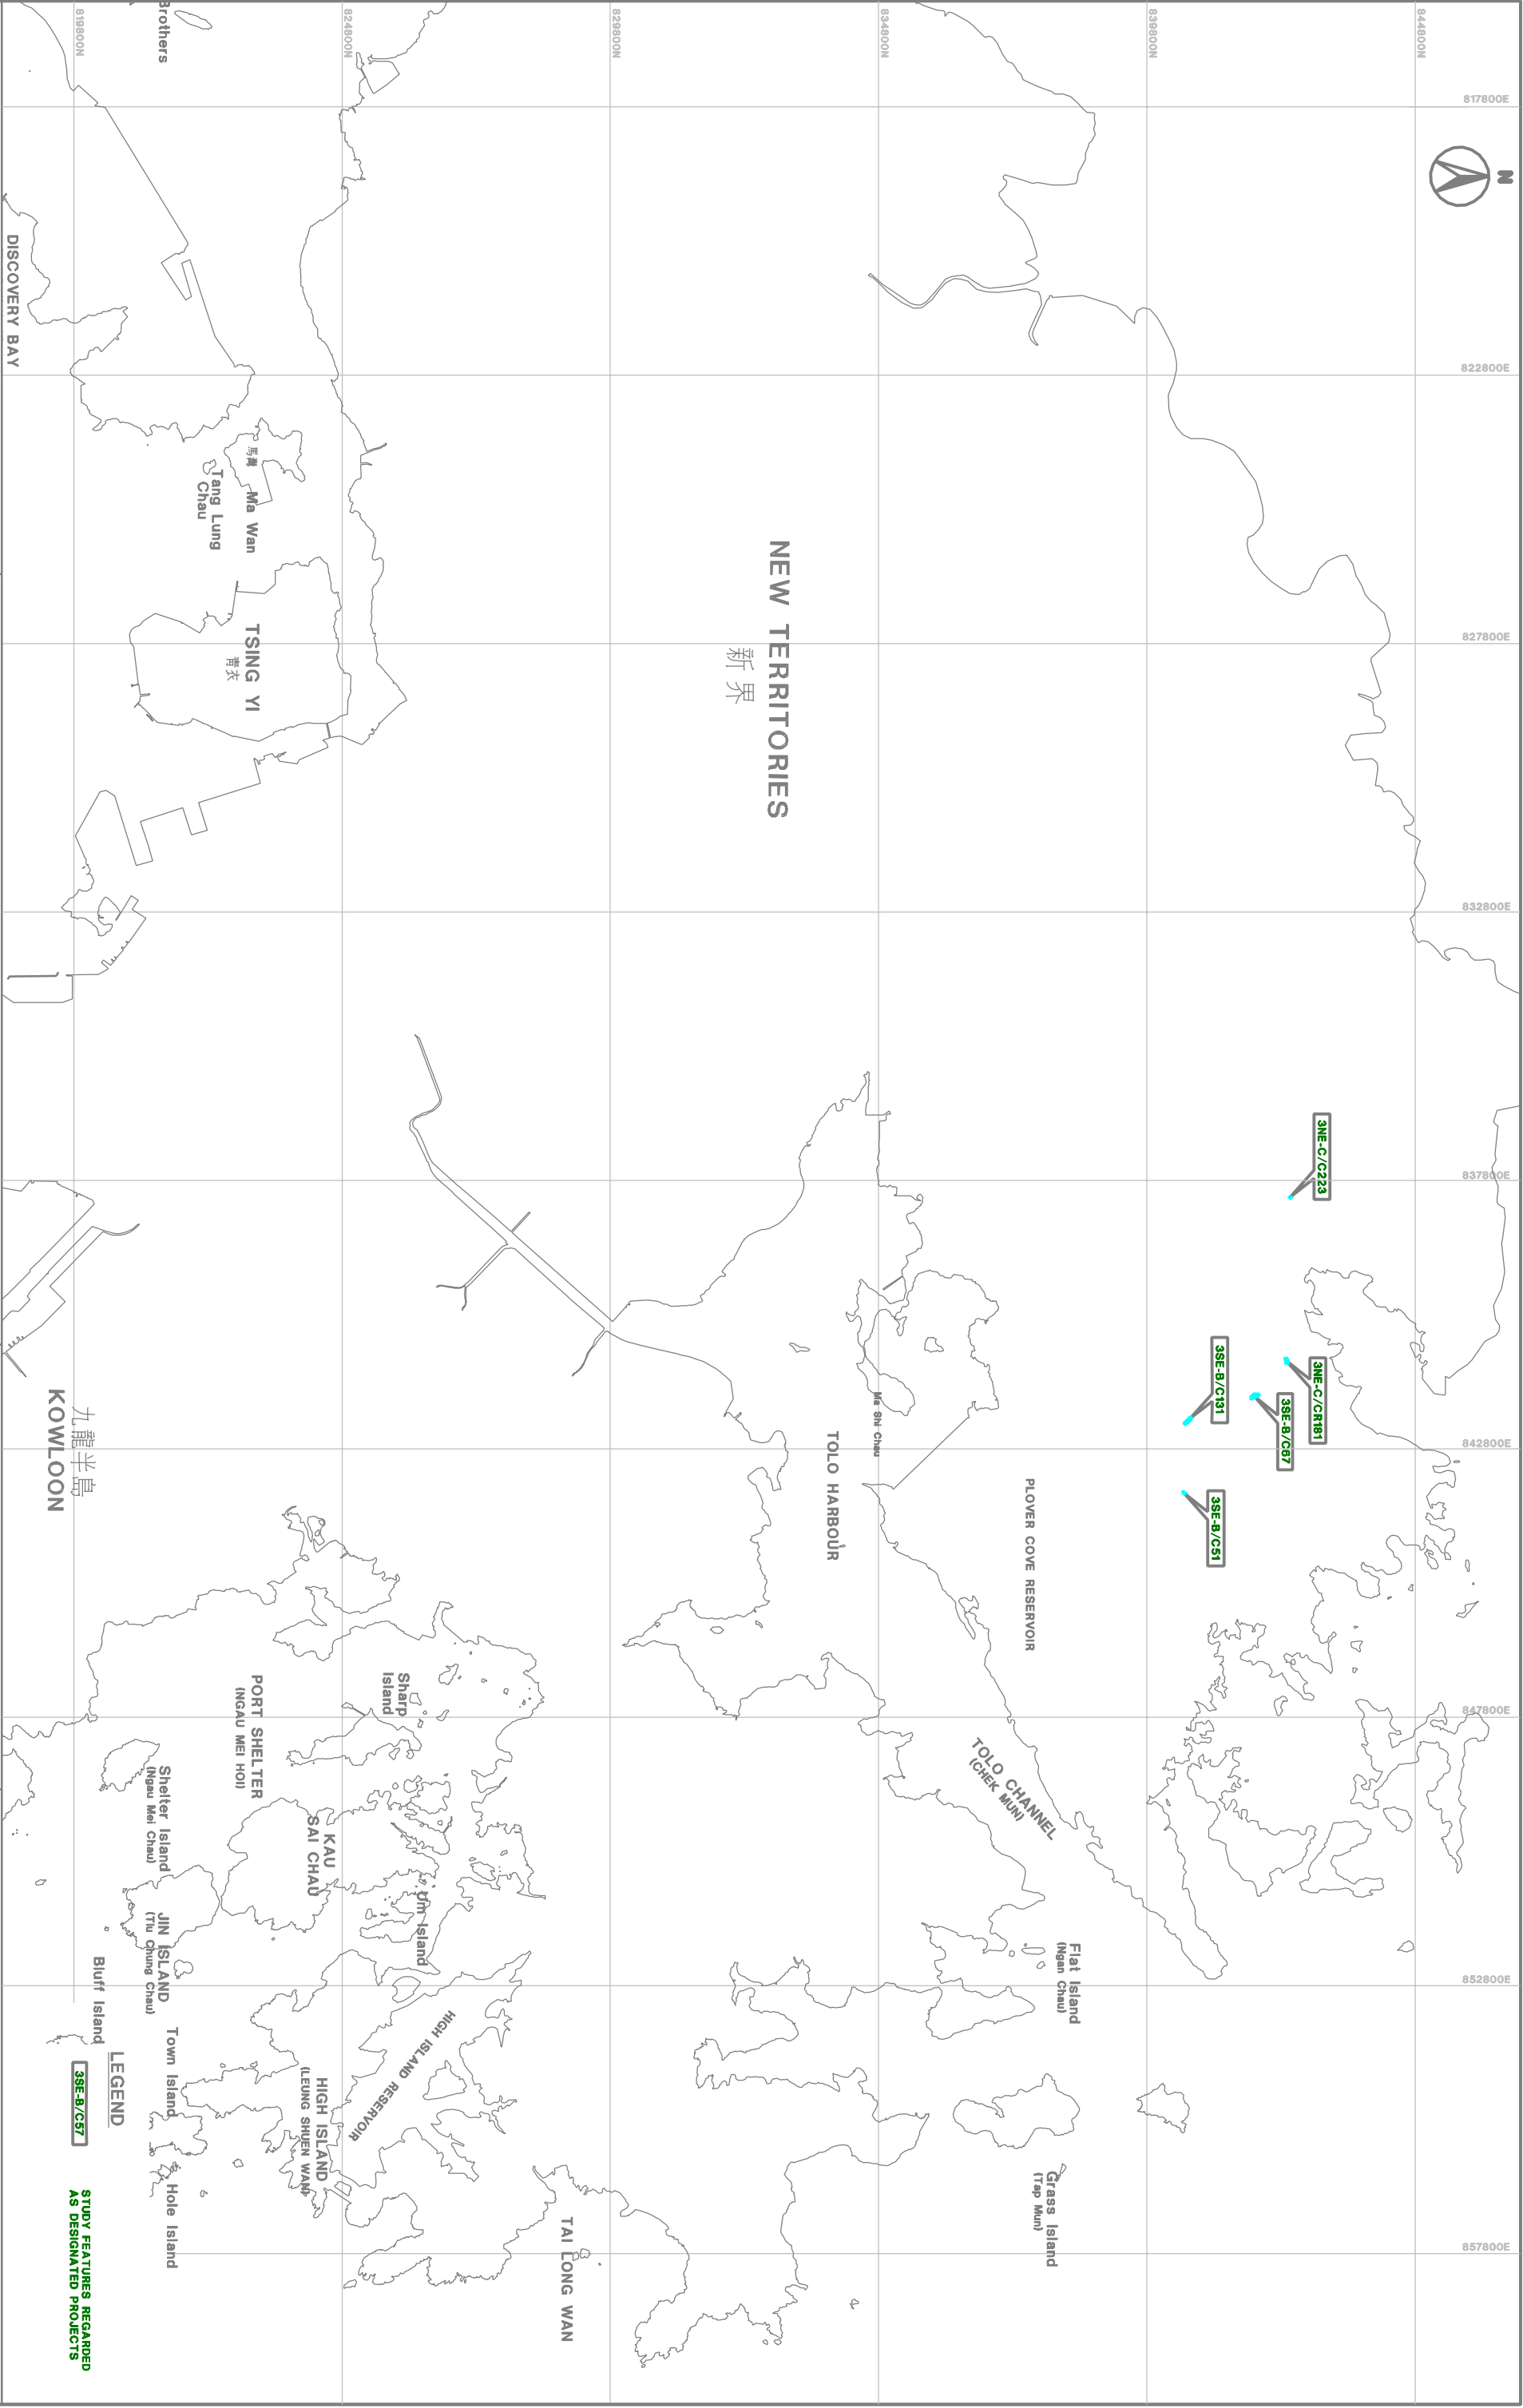 N
817800E
822800E
827800E
832800E
837800E
842800E
847800E
852800E
857800E
844800N
839800N
834800N
829800N
824800N
819800N
3NE-C/C223
3NE-C/CR181
3SE-B/C67
3SE-B/C131
3SE-B/C51
NEW TERRITORIES
新界
PLOVER COVE RESERVOIR
Ma Shi Chau
TOLO HARBOUR
TOLO CHANNEL
(CHEK MUN)
Flat Island
(Ngan Chau)
Grass Island
(Tap Mun)
TAI LONG WAN
Brothers
DISCOVERY BAY
馬灣 Ma Wan
Tang Lung
Chau
TSING YI
青衣
九龍半島
KOWLOON
Sharp
Island
PORT SHELTER
(NGAU MEI HOI)
KAU
SAI CHAU
Um Island
HIGH ISLAND RESERVOIR
HIGH ISLAND
(LEUNG SHUEN WAN)
Shelter Island
(Ngau Mei Chau)
JIN ISLAND
(Tiu Chung Chau)
Town Island
Hole Island
Bluff Island
LEGEND
3SE-B/C57
STUDY FEATURES REGARDED
AS DESIGNATED PROJECTS